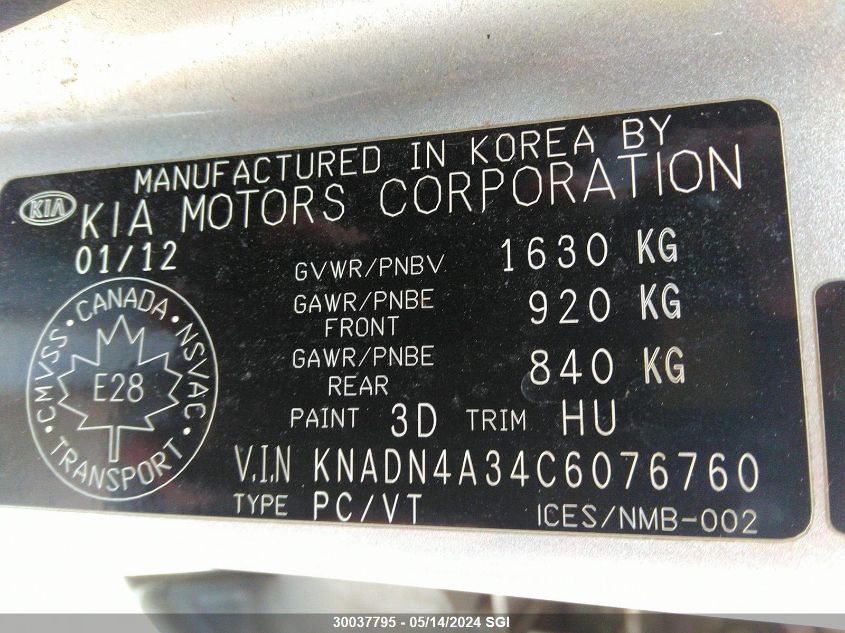 MANUFACTURED IN KOREA BY
KIA KIA MOTORS CORPORATION
01/12
GVWR/PNBV 1630 KG
GAWR/PNBE FRONT 920 KG
GAWR/PNBE REAR 840 KG
PAINT 3D TRIM HU
CMVSS · CANADA · NSVAC · TRANSPORT ·
E28
V.I.N KNADN4A34C6076760
TYPE PC/VT ICES/NMB-002
30037795 - 05/14/2024 SGI